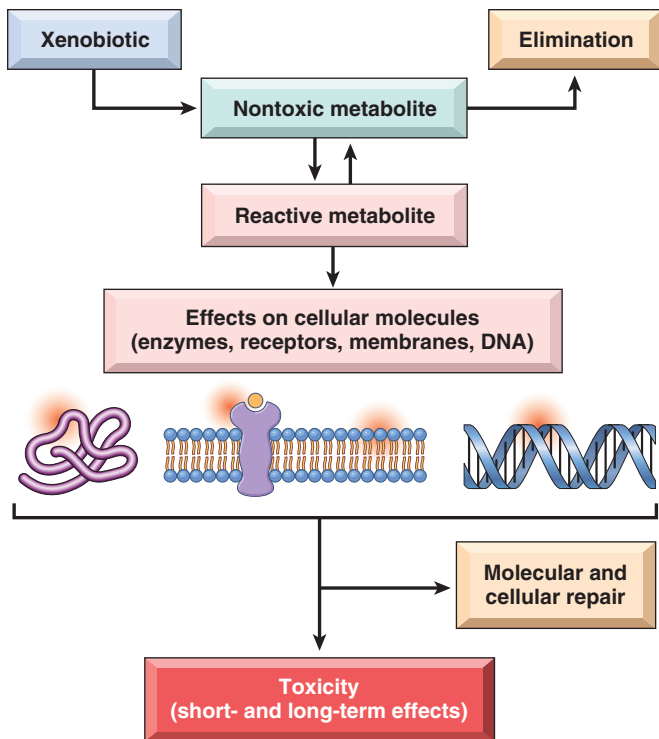 Xenobiotic
Elimination
Nontoxic metabolite
Reactive metabolite
Effects on cellular molecules
(enzymes, receptors, membranes, DNA)
Molecular and
cellular repair
Toxicity
(short- and long-term effects)